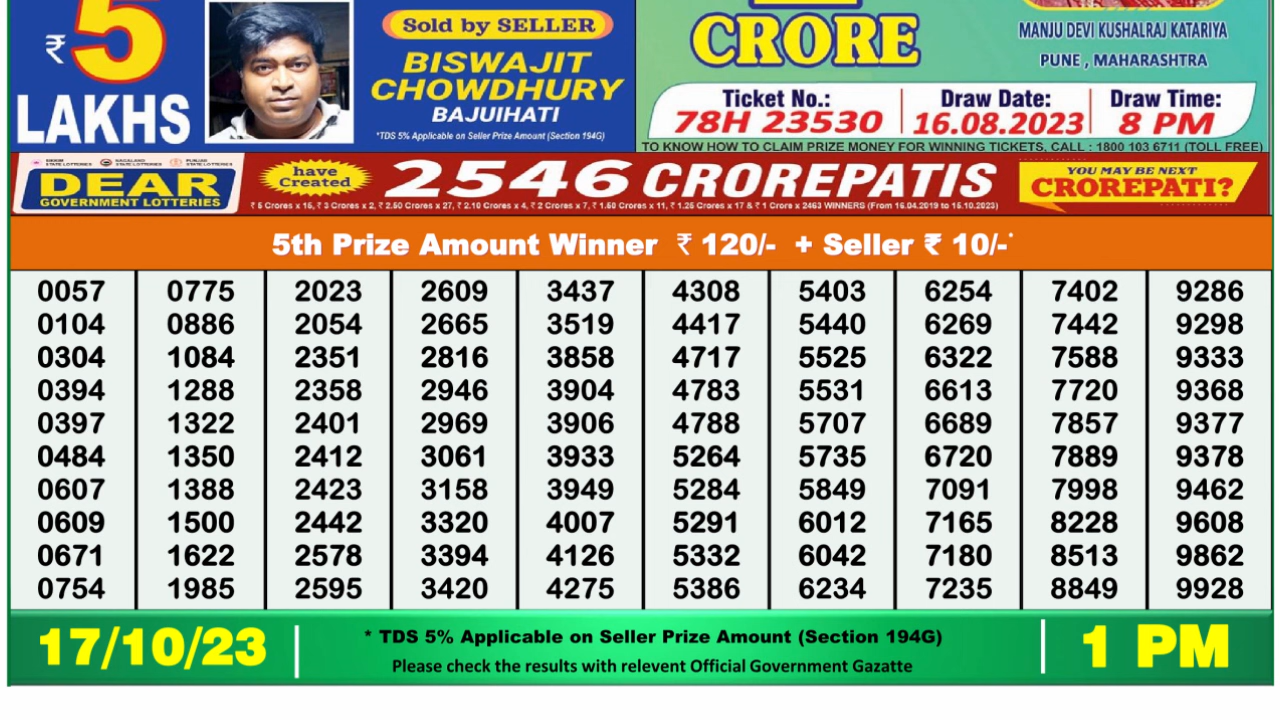 ₹ 5
LAKHS
Sold by SELLER
BISWAJIT
CHOWDHURY
BAJUIHATI
*TDS 5% Applicable on Seller Prize Amount (Section 194G)
CRORE
MANJU DEVI KUSHALRAJ KATARIYA
PUNE , MAHARASHTRA
Ticket No.: Draw Date: Draw Time:
78H 23530 16.08.2023 8 PM
TO KNOW HOW TO CLAIM PRIZE MONEY FOR WINNING TICKETS, CALL : 1800 103 6711 (TOLL FREE)
SIKKIM STATE LOTTERIES NAGALAND STATE LOTTERIES PUNJAB STATE LOTTERIES
DEAR
GOVERNMENT LOTTERIES
have
Created
2546 CROREPATIS
₹ 5 Crores x 15, ₹ 3 Crores x 2, ₹ 2.50 Crores x 27, ₹ 2.10 Crores x 4, ₹ 2 Crores x 7, ₹ 1.50 Crores x 11, ₹ 1.25 Crores x 17 & ₹ 1 Crore x 2463 WINNERS (From 16.04.2019 to 15.10.2023)
YOU MAY BE NEXT
CROREPATI?
5th Prize Amount Winner ₹ 120/- + Seller ₹ 10/-*
0057 0775 2023 2609 3437 4308 5403 6254 7402 9286
0104 0886 2054 2665 3519 4417 5440 6269 7442 9298
0304 1084 2351 2816 3858 4717 5525 6322 7588 9333
0394 1288 2358 2946 3904 4783 5531 6613 7720 9368
0397 1322 2401 2969 3906 4788 5707 6689 7857 9377
0484 1350 2412 3061 3933 5264 5735 6720 7889 9378
0607 1388 2423 3158 3949 5284 5849 7091 7998 9462
0609 1500 2442 3320 4007 5291 6012 7165 8228 9608
0671 1622 2578 3394 4126 5332 6042 7180 8513 9862
0754 1985 2595 3420 4275 5386 6234 7235 8849 9928
17/10/23
* TDS 5% Applicable on Seller Prize Amount (Section 194G)
Please check the results with relevent Official Government Gazatte
1 PM